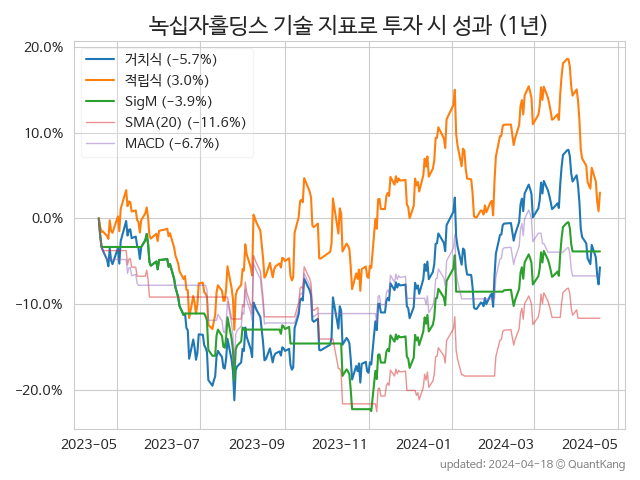 녹십자홀딩스 기술 지표로 투자 시 성과 (1년)
20.0%
10.0%
0.0%
−10.0%
−20.0%
거치식 (−5.7%)
적립식 (3.0%)
SigM (−3.9%)
SMA(20) (−11.6%)
MACD (−6.7%)
2023-05 2023-07 2023-09 2023-11 2024-01 2024-03 2024-05
updated: 2024-04-18 © QuantKang